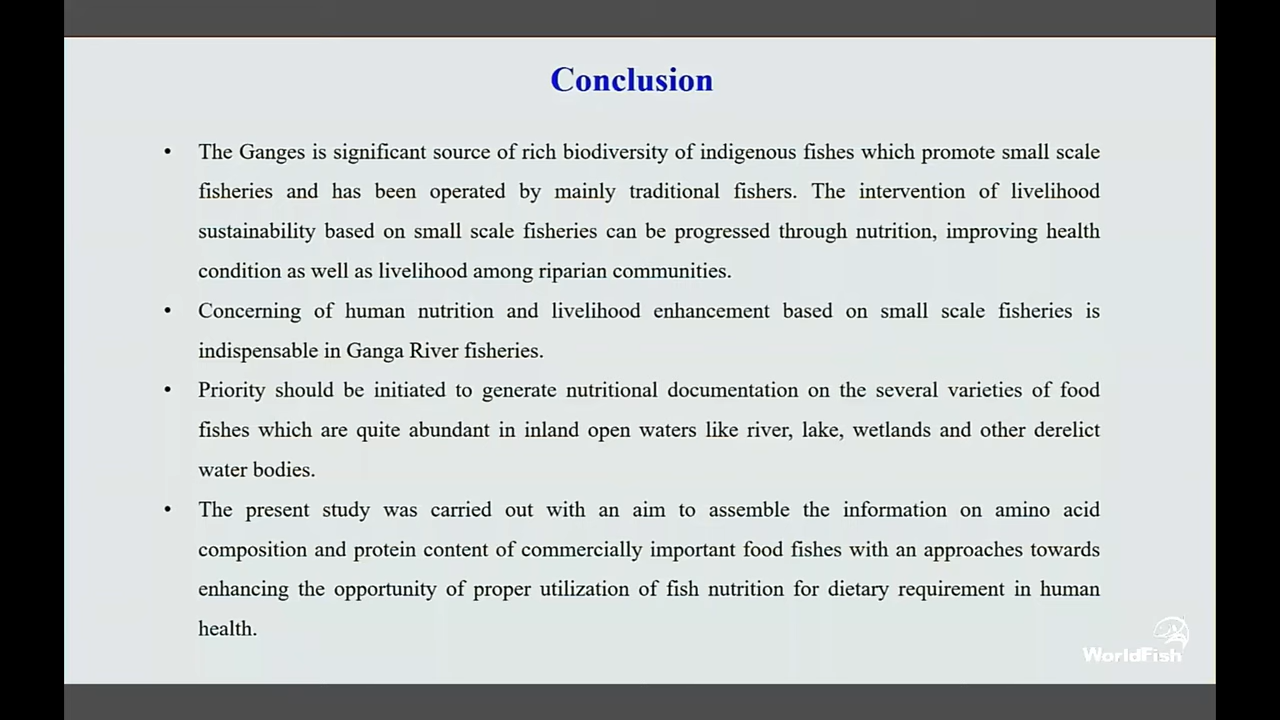 Conclusion
• The Ganges is significant source of rich biodiversity of indigenous fishes which promote small scale
fisheries and has been operated by mainly traditional fishers. The intervention of livelihood
sustainability based on small scale fisheries can be progressed through nutrition, improving health
condition as well as livelihood among riparian communities.
• Concerning of human nutrition and livelihood enhancement based on small scale fisheries is
indispensable in Ganga River fisheries.
• Priority should be initiated to generate nutritional documentation on the several varieties of food
fishes which are quite abundant in inland open waters like river, lake, wetlands and other derelict
water bodies.
• The present study was carried out with an aim to assemble the information on amino acid
composition and protein content of commercially important food fishes with an approaches towards
enhancing the opportunity of proper utilization of fish nutrition for dietary requirement in human
health.
WorldFish